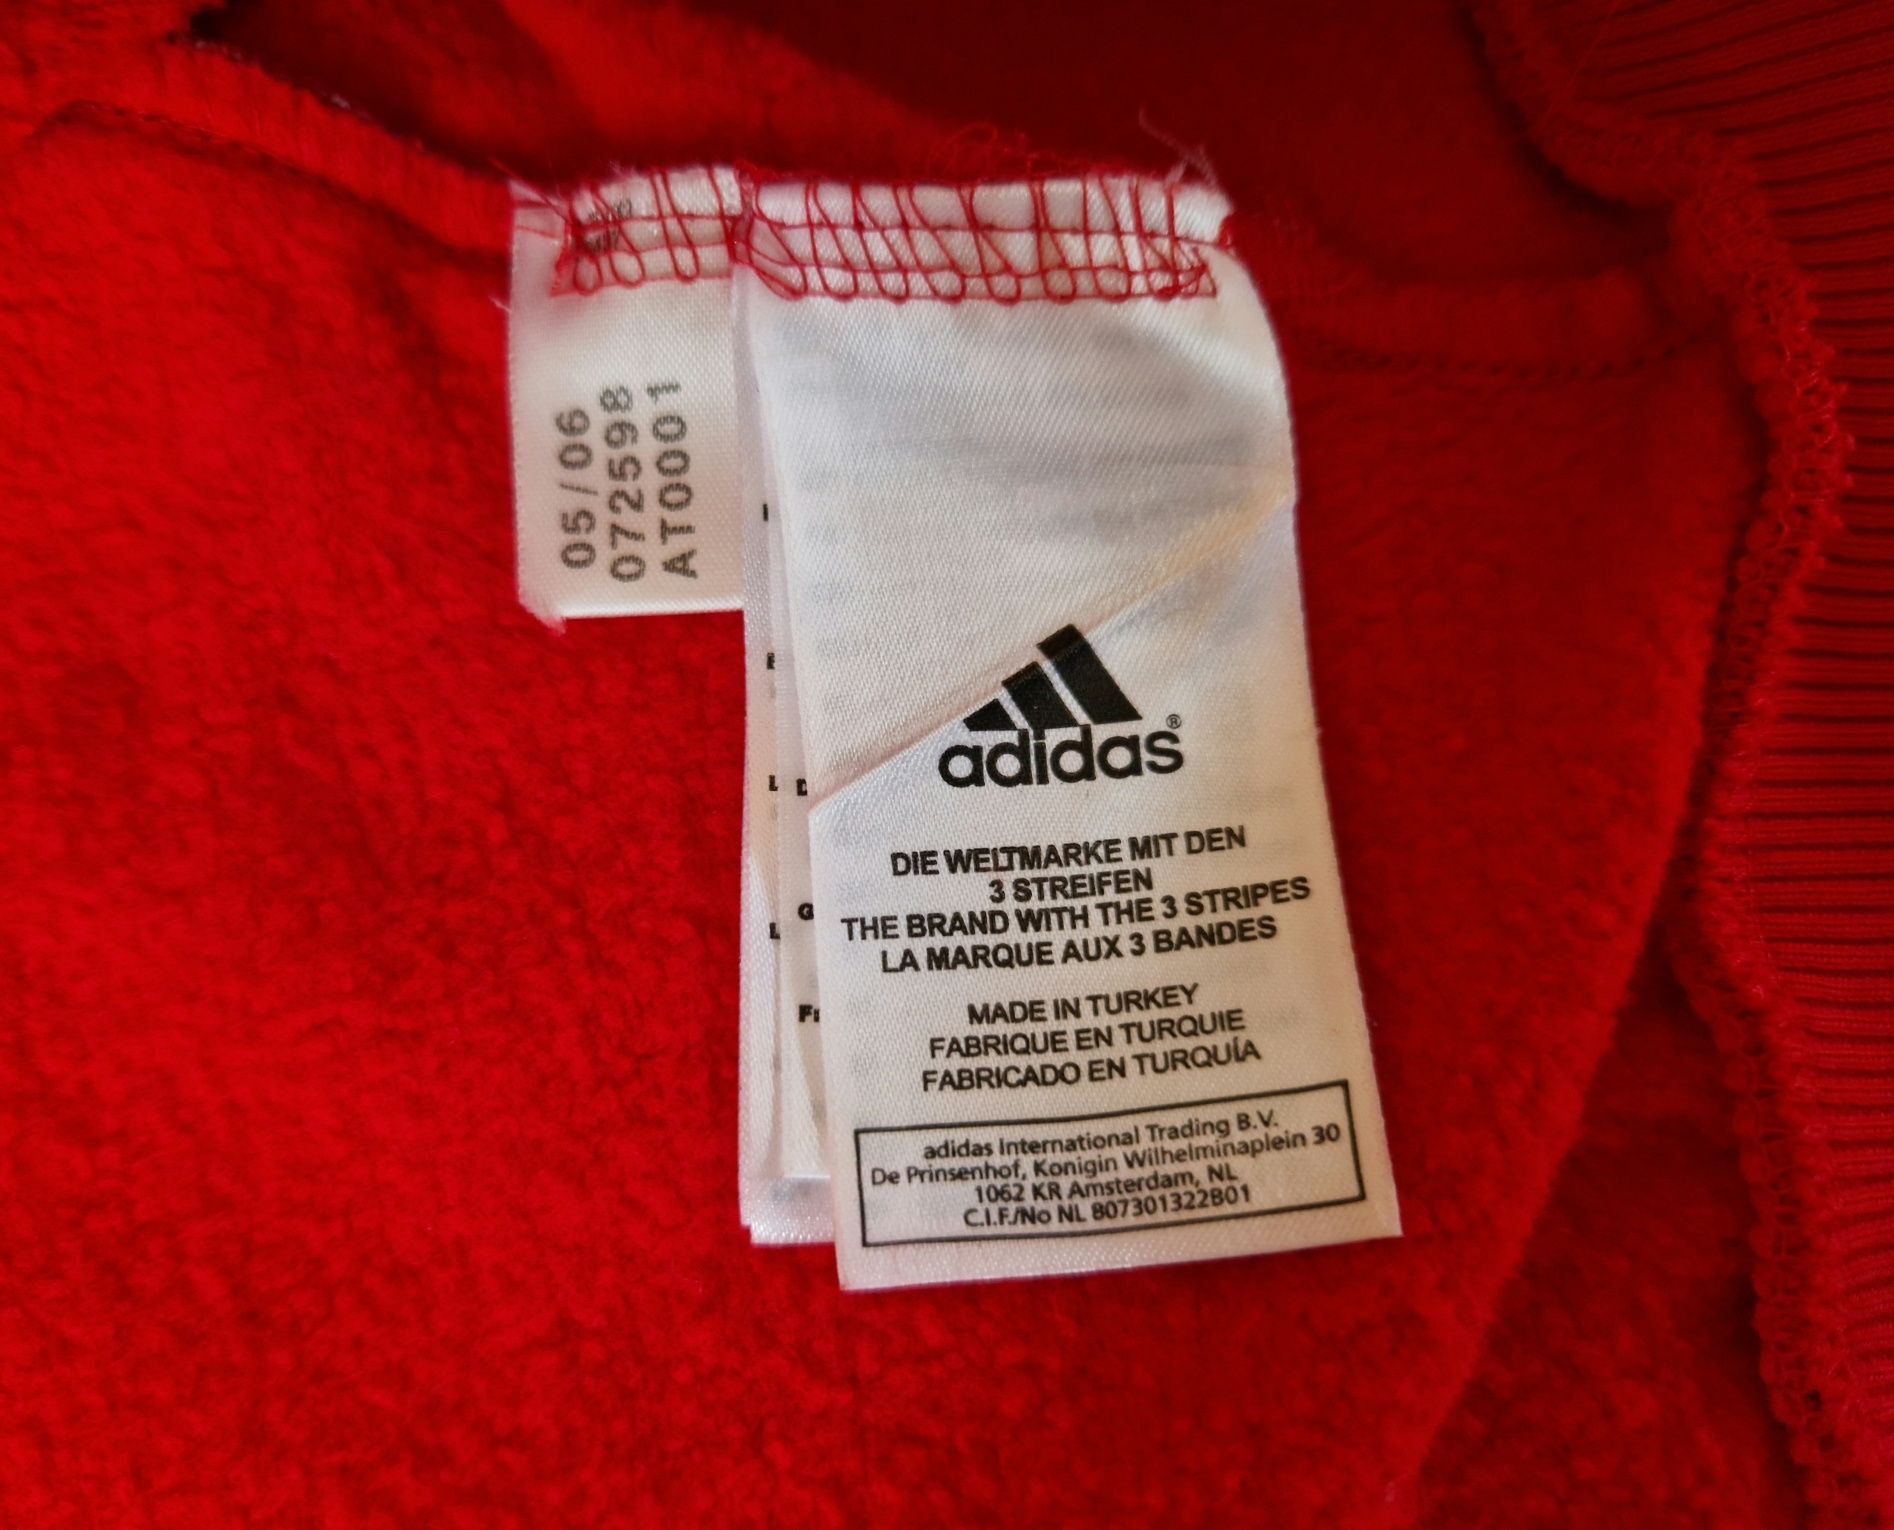 05/06
072598
AT0001
adidas®
DIE WELTMARKE MIT DEN
3 STREIFEN
THE BRAND WITH THE 3 STRIPES
LA MARQUE AUX 3 BANDES
MADE IN TURKEY
FABRIQUE EN TURQUIE
FABRICADO EN TURQUÍA
adidas International Trading B.V.
De Prinsenhof, Konigin Wilhelminaplein 30
1062 KR Amsterdam, NL
C.I.F./No NL 807301322B01